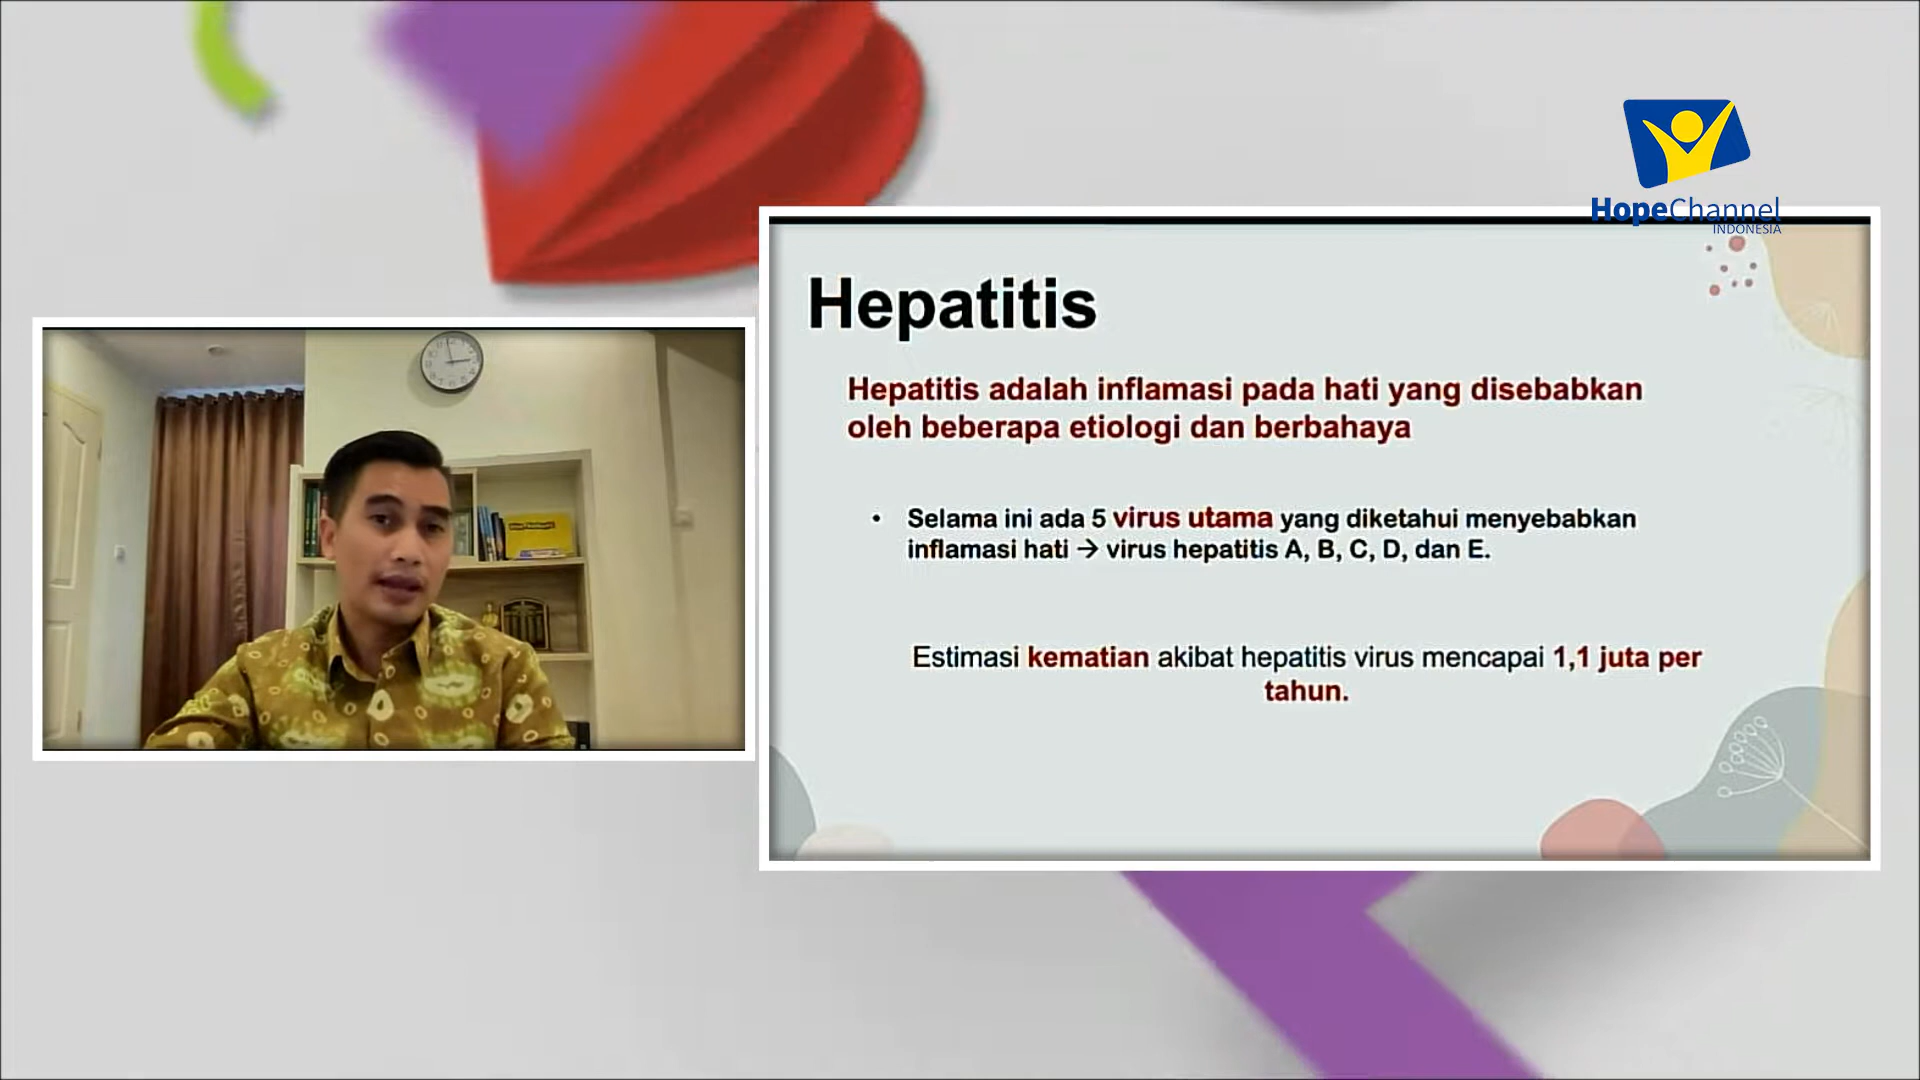 HopeChannel
INDONESIA
Hepatitis
Hepatitis adalah inflamasi pada hati yang disebabkan
oleh beberapa etiologi dan berbahaya
• Selama ini ada 5 virus utama yang diketahui menyebabkan
inflamasi hati → virus hepatitis A, B, C, D, dan E.
Estimasi kematian akibat hepatitis virus mencapai 1,1 juta per
tahun.